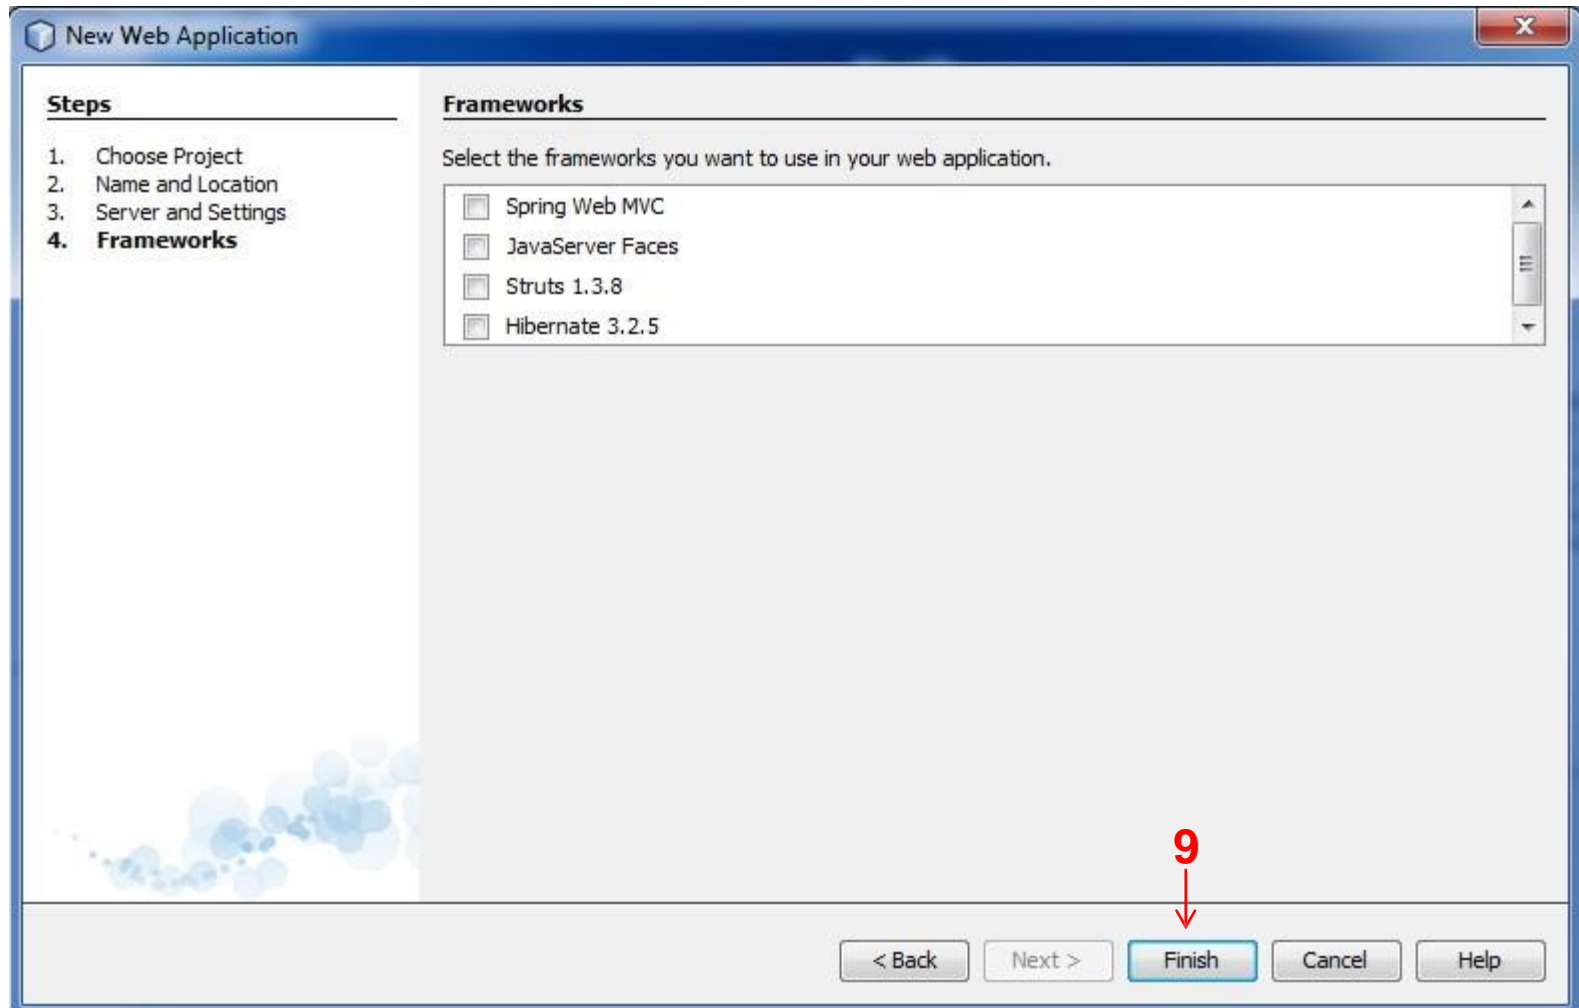 New Web Application
Steps
1. Choose Project
2. Name and Location
3. Server and Settings
4. Frameworks
Frameworks
Select the frameworks you want to use in your web application.
Spring Web MVC
JavaServer Faces
Struts 1.3.8
Hibernate 3.2.5
9
< Back Next > Finish Cancel Help